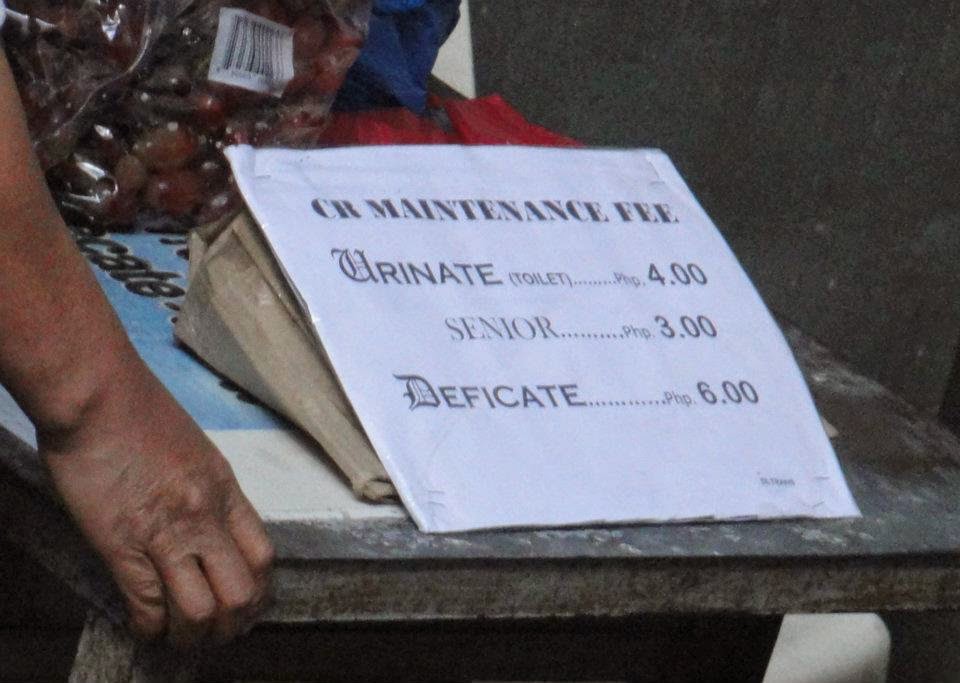 CR MAINTENANCE FEE
URINATE (TOILET).........Php. 4.00
SENIOR..........Php. 3.00
DEFICATE............Php. 6.00